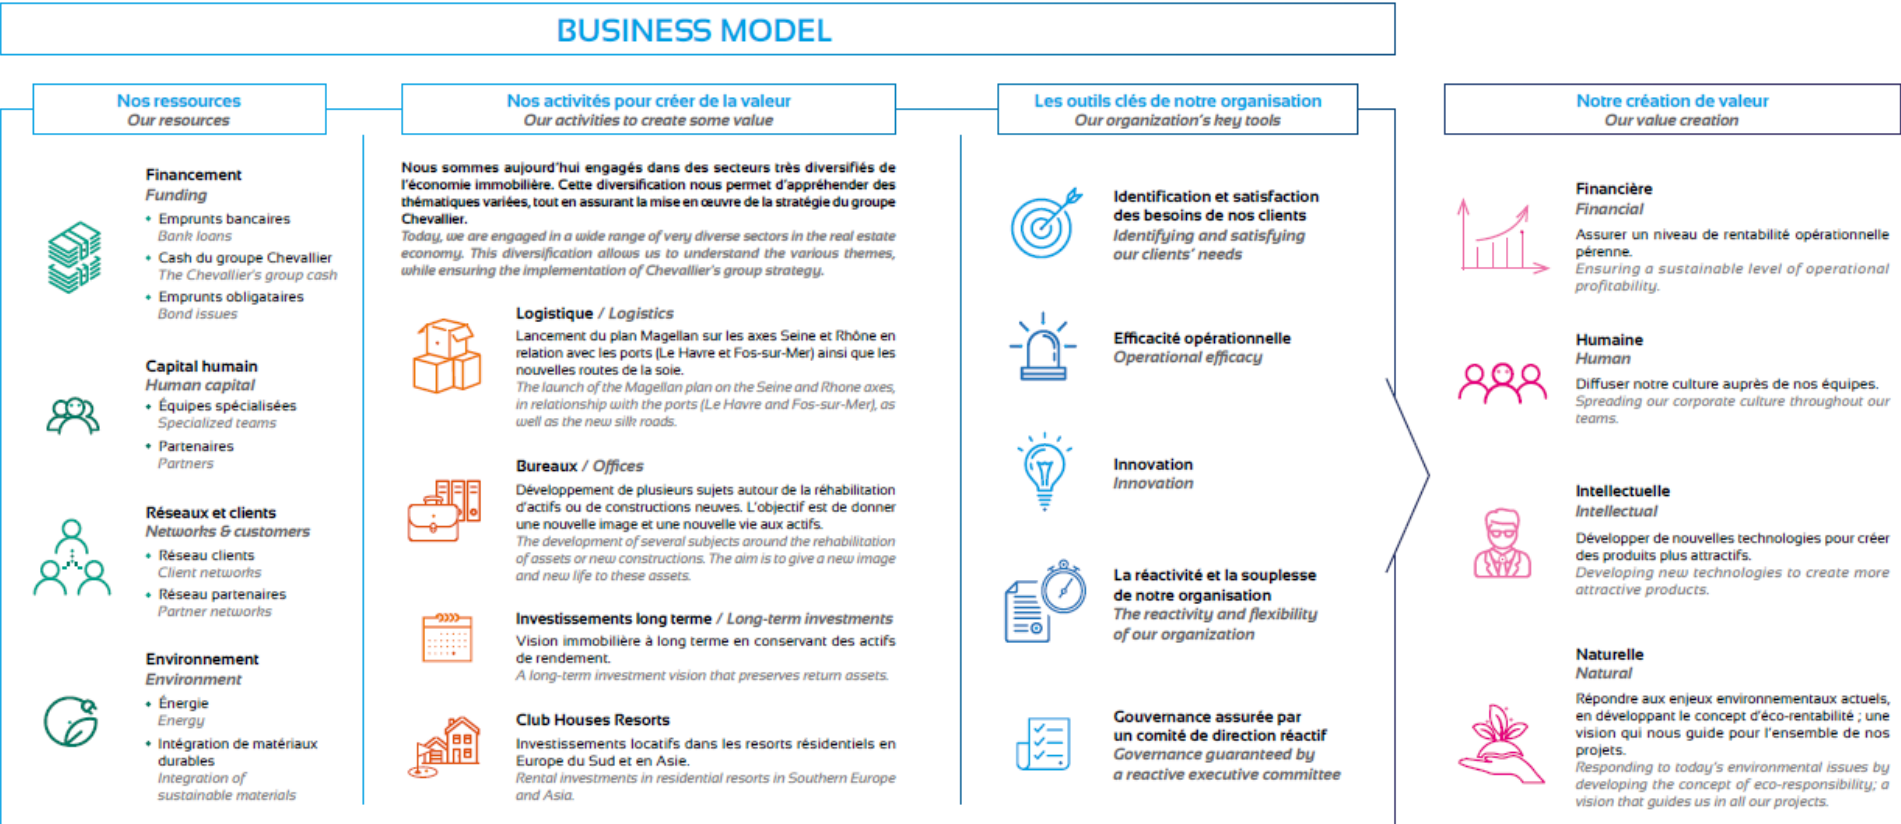 BUSINESS MODEL
Nos ressources
Our resources
Financement
Funding
Emprunts bancaires
Bank loans
Cash du groupe Chevallier
The Chevallier's group cash
Emprunts obligataires
Bond issues
Capital humain
Human capital
Équipes spécialisées
Specialized teams
Partenaires
Partners
Réseaux et clients
Networks & customers
Réseau clients
Client networks
Réseau partenaires
Partner networks
Environnement
Environment
Énergie
Energy
Intégration de matériaux
durables
Integration of
sustainable materials
Nos activités pour créer de la valeur
Our activities to create some value
Nous sommes aujourd'hui engagés dans des secteurs très diversifiés de
l'économie immobilière. Cette diversification nous permet d'appréhender des
thématiques variées, tout en assurant la mise en œuvre de la stratégie du groupe
Chevallier.
Today, we are engaged in a wide range of very diverse sectors in the real estate
economy. This diversification allows us to understand the various themes,
while ensuring the implementation of Chevallier's group strategy.
Logistique / Logistics
Lancement du plan Magellan sur les axes Seine et Rhône en
relation avec les ports (Le Havre et Fos-sur-Mer) ainsi que les
nouvelles routes de la soie.
The launch of the Magellan plan on the Seine and Rhone axes,
in relationship with the ports (Le Havre and Fos-sur-Mer), as
well as the new silk roads.
Bureaux / Offices
Développement de plusieurs sujets autour de la réhabilitation
d'actifs ou de constructions neuves. L'objectif est de donner
une nouvelle image et une nouvelle vie aux actifs.
The development of several subjects around the rehabilitation
of assets or new constructions. The aim is to give a new image
and new life to these assets.
Investissements long terme / Long-term investments
Vision immobilière à long terme en conservant des actifs
de rendement.
A long-term investment vision that preserves return assets.
Club Houses Resorts
Investissements locatifs dans les resorts résidentiels en
Europe du Sud et en Asie.
Rental investments in residential resorts in Southern Europe
and Asia.
Les outils clés de notre organisation
Our organization's key tools
Identification et satisfaction
des besoins de nos clients
Identifying and satisfying
our clients' needs
Efficacité opérationnelle
Operational efficacy
Innovation
Innovation
La réactivité et la souplesse
de notre organisation
The reactivity and flexibility
of our organization
Gouvernance assurée par
un comité de direction réactif
Governance guaranteed by
a reactive executive committee
Notre création de valeur
Our value creation
Financière
Financial
Assurer un niveau de rentabilité opérationnelle
pérenne.
Ensuring a sustainable level of operational
profitability.
Humaine
Human
Diffuser notre culture auprès de nos équipes.
Spreading our corporate culture throughout our
teams.
Intellectuelle
Intellectual
Développer de nouvelles technologies pour créer
des produits plus attractifs.
Developing new technologies to create more
attractive products.
Naturelle
Natural
Répondre aux enjeux environnementaux actuels,
en développant le concept d'éco-rentabilité ; une
vision qui nous guide pour l'ensemble de nos
projets.
Responding to today's environmental issues by
developing the concept of eco-responsibility; a
vision that guides us in all our projects.